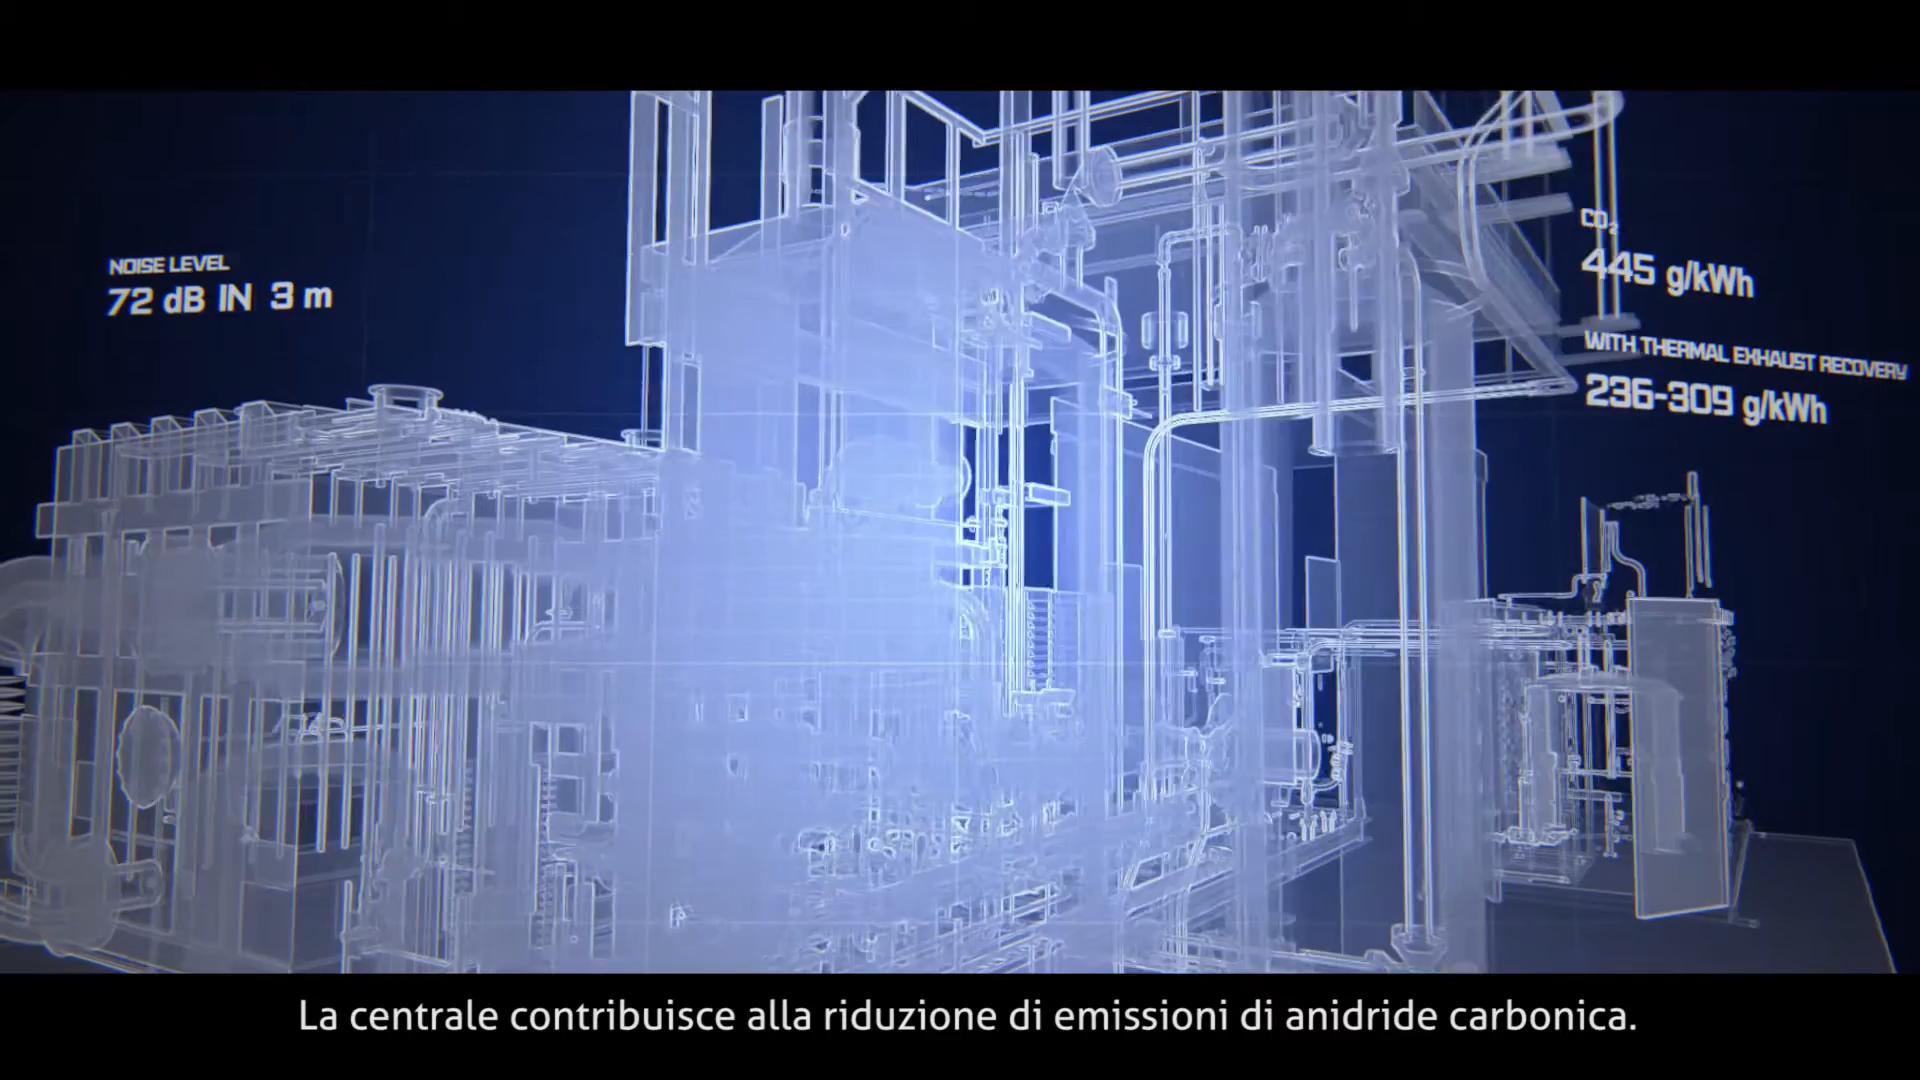 NOISE LEVEL
72 dB IN 3 m
CO₂
445 g/kWh
WITH THERMAL EXHAUST RECOVERY
236-309 g/kWh
La centrale contribuisce alla riduzione di emissioni di anidride carbonica.